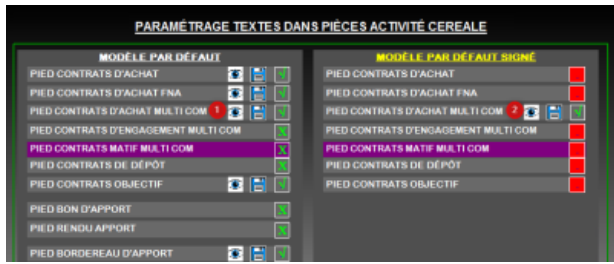 PARAMÉTRAGE TEXTES DANS PIÈCES ACTIVITÉ CEREALE
MODÈLE PAR DÉFAUT
PIED CONTRATS D'ACHAT
PIED CONTRATS D'ACHAT FNA
PIED CONTRATS D'ACHAT MULTI COM 1
PIED CONTRATS D'ENGAGEMENT MULTI COM
PIED CONTRATS MATIF MULTI COM
PIED CONTRATS DE DÉPÔT
PIED CONTRATS OBJECTIF
PIED BON D'APPORT
PIED RENDU APPORT
PIED BORDEREAU D'APPORT
MODÈLE PAR DÉFAUT SIGNÉ
PIED CONTRATS D'ACHAT
PIED CONTRATS D'ACHAT FNA
PIED CONTRATS D'ACHAT MULTI COM 2
PIED CONTRATS D'ENGAGEMENT MULTI COM
PIED CONTRATS MATIF MULTI COM
PIED CONTRATS DE DÉPÔT
PIED CONTRATS OBJECTIF